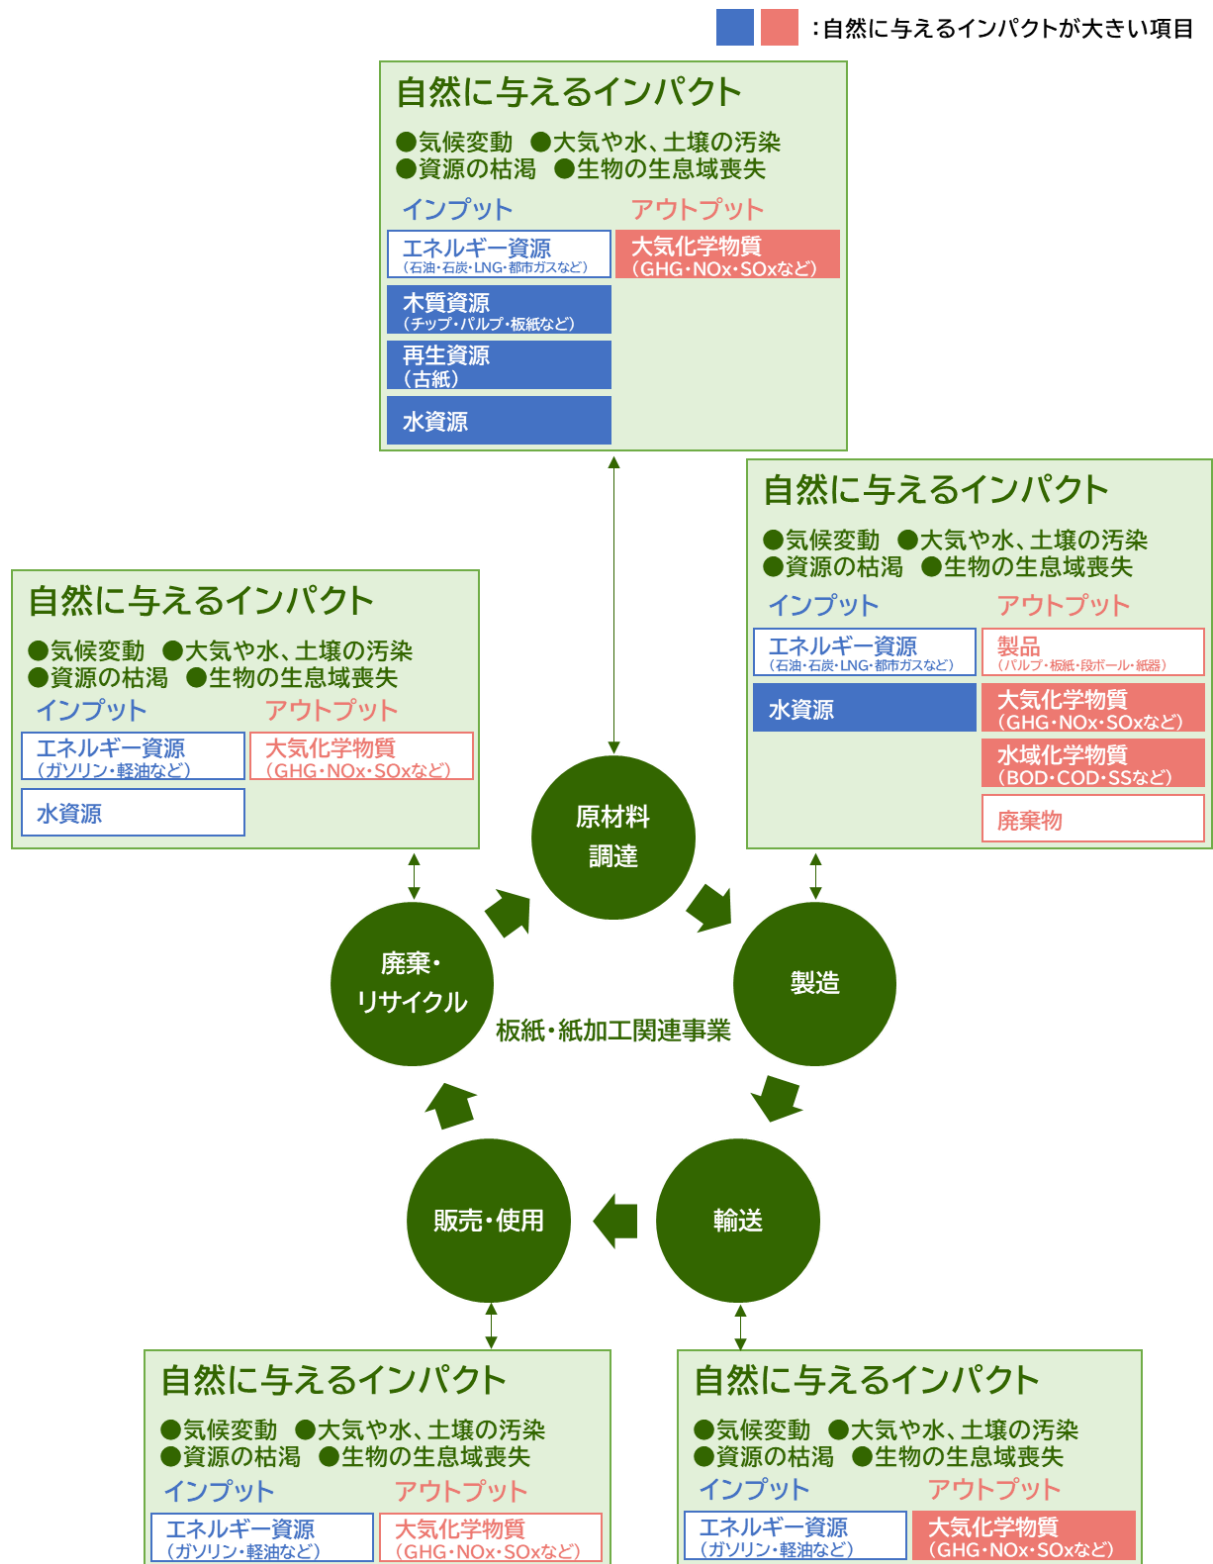 :自然に与えるインパクトが大きい項目
自然に与えるインパクト
●気候変動 ●大気や水、土壌の汚染
●資源の枯渇 ●生物の生息域喪失
インプット
アウトプット
エネルギー資源
(石油・石炭・LNG・都市ガスなど)
大気化学物質
(GHG・NOx・SOxなど)
木質資源
(チップ・パルプ・板紙など)
再生資源
(古紙)
水資源
自然に与えるインパクト
●気候変動 ●大気や水、土壌の汚染
●資源の枯渇 ●生物の生息域喪失
インプット
アウトプット
エネルギー資源
(石油・石炭・LNG・都市ガスなど)
製品
(パルプ・板紙・段ボール・紙器)
水資源
大気化学物質
(GHG・NOx・SOxなど)
水域化学物質
(BOD・COD・SSなど)
廃棄物
自然に与えるインパクト
●気候変動 ●大気や水、土壌の汚染
●資源の枯渇 ●生物の生息域喪失
インプット
アウトプット
エネルギー資源
(ガソリン・軽油など)
大気化学物質
(GHG・NOx・SOxなど)
水資源
原材料
調達
廃棄・
リサイクル
製造
板紙・紙加工関連事業
販売・使用
輸送
自然に与えるインパクト
●気候変動 ●大気や水、土壌の汚染
●資源の枯渇 ●生物の生息域喪失
インプット
アウトプット
エネルギー資源
(ガソリン・軽油など)
大気化学物質
(GHG・NOx・SOxなど)
自然に与えるインパクト
●気候変動 ●大気や水、土壌の汚染
●資源の枯渇 ●生物の生息域喪失
インプット
アウトプット
エネルギー資源
(ガソリン・軽油など)
大気化学物質
(GHG・NOx・SOxなど)